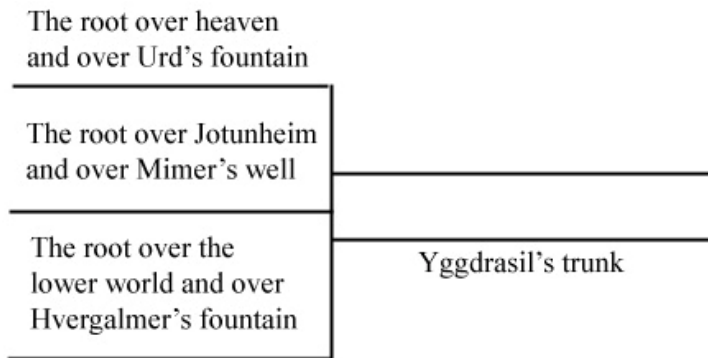 The root over heaven
and over Urd’s fountain
The root over Jotunheim
and over Mimer’s well
The root over the
lower world and over
Hvergalmer’s fountain
Yggdrasil’s trunk